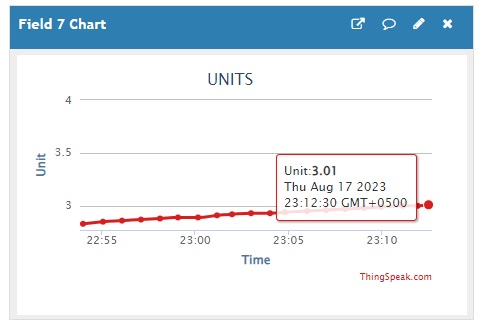 Field 7 Chart
UNITS
4
3.5
3
Unit
Unit:3.01
Thu Aug 17 2023
23:12:30 GMT+0500
22:55 23:00 23:05 23:10
Time
ThingSpeak.com